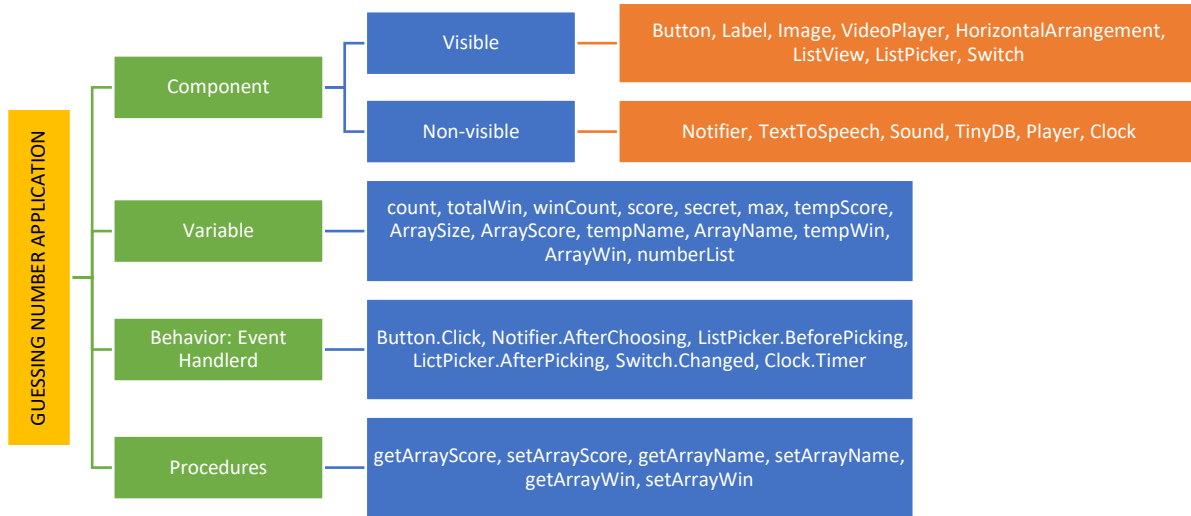 GUESSING NUMBER APPLICATION
Component
Visible
Button, Label, Image, VideoPlayer, HorizontalArrangement,
ListView, ListPicker, Switch
Non-visible
Notifier, TextToSpeech, Sound, TinyDB, Player, Clock
Variable
count, totalWin, winCount, score, secret, max, tempScore,
ArraySize, ArrayScore, tempName, ArrayName, tempWin,
ArrayWin, numberList
Behavior: Event
Handlerd
Button.Click, Notifier.AfterChoosing, ListPicker.BeforePicking,
LictPicker.AfterPicking, Switch.Changed, Clock.Timer
Procedures
getArrayScore, setArrayScore, getArrayName, setArrayName,
getArrayWin, setArrayWin